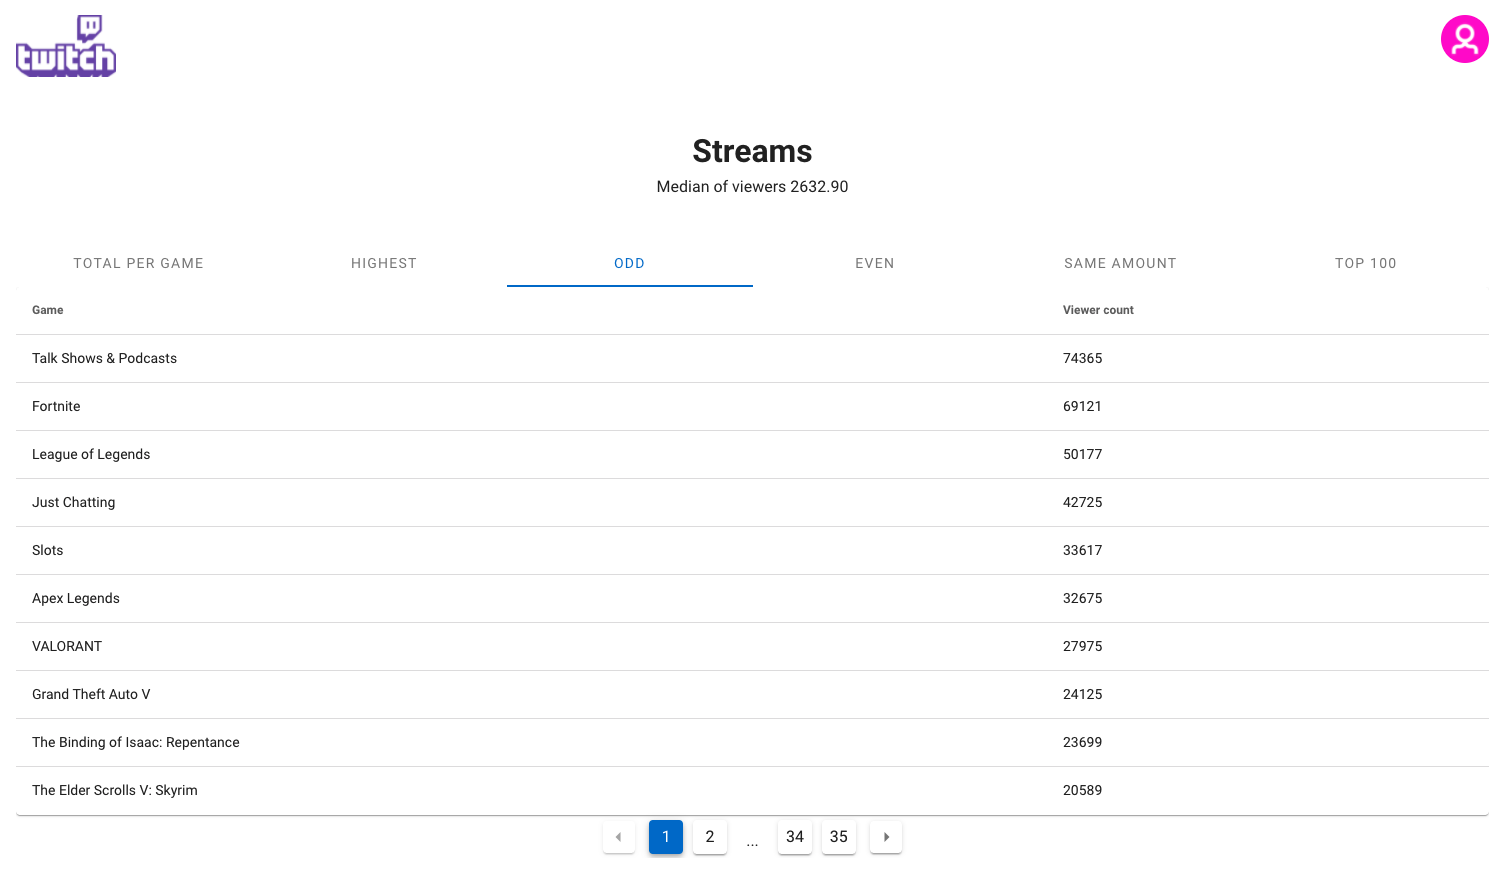 twitch
Streams
Median of viewers 2632.90
TOTAL PER GAME HIGHEST ODD EVEN SAME AMOUNT TOP 100
Game Viewer count
Talk Shows & Podcasts 74365
Fortnite 69121
League of Legends 50177
Just Chatting 42725
Slots 33617
Apex Legends 32675
VALORANT 27975
Grand Theft Auto V 24125
The Binding of Isaac: Repentance 23699
The Elder Scrolls V: Skyrim 20589
1 2 ... 34 35